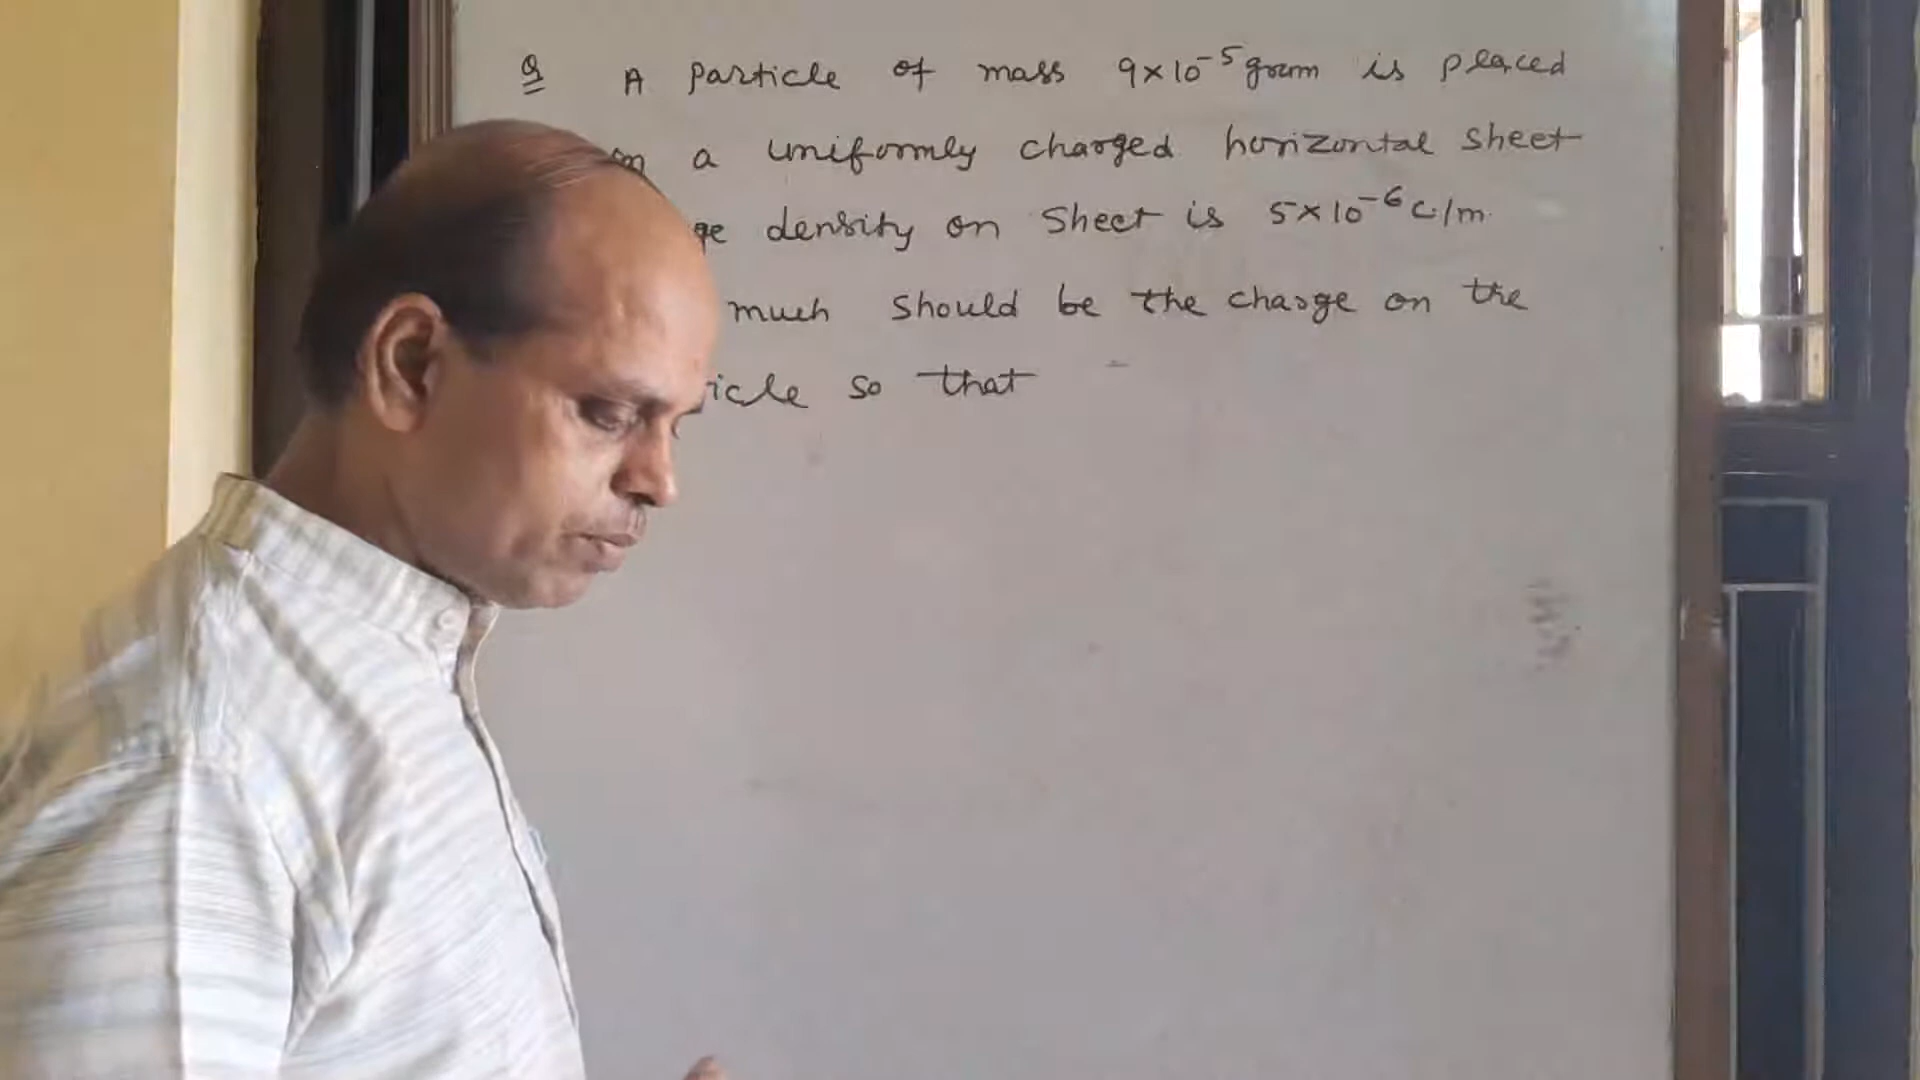 Q A particle of mass 9×10⁻⁵ gram is placed
a uniformly charged horizontal sheet
density on sheet is 5×10⁻⁶ C/m
much should be the charge on the
so that